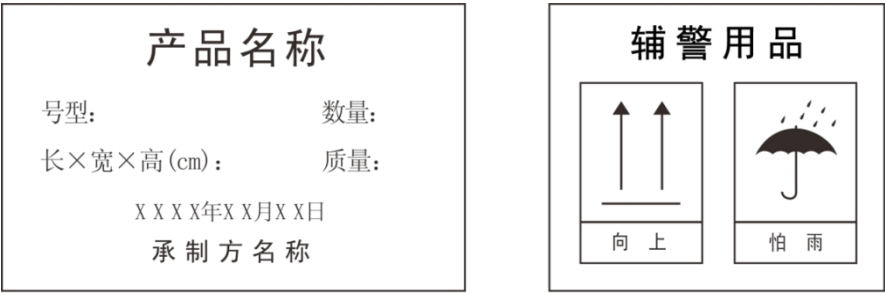 产品名称
号型： 数量：
长×宽×高(cm)： 质量：
XXXX年XX月XX日
承制方名称
辅警用品
向上
怕雨